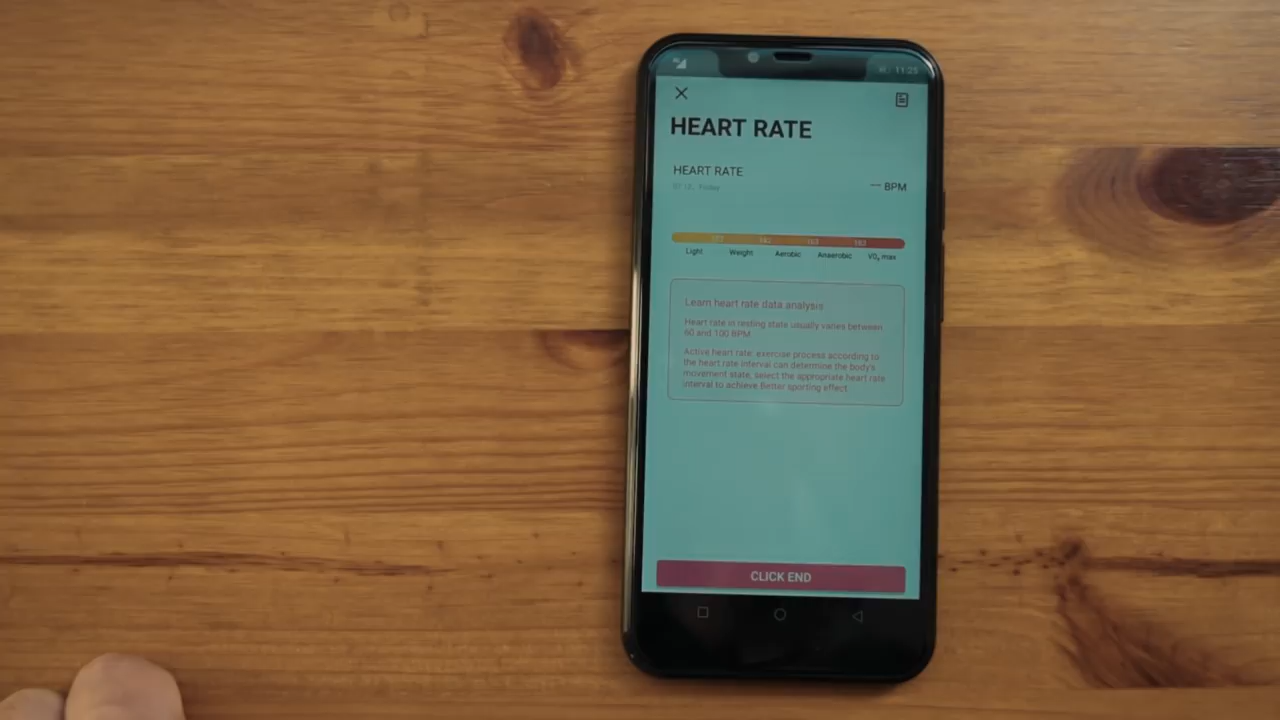 11:25
HEART RATE
HEART RATE
Today
-- BPM
Light Weight Aerobic Anaerobic VO₂ max
Learn heart rate data analysis
Heart rate in resting state usually varies between
60 and 100 BPM
Active heart rate: exercise process according to
the heart rate interval can determine the body's
movement state, select the appropriate heart rate
interval to achieve Better sporting effect.
CLICK END